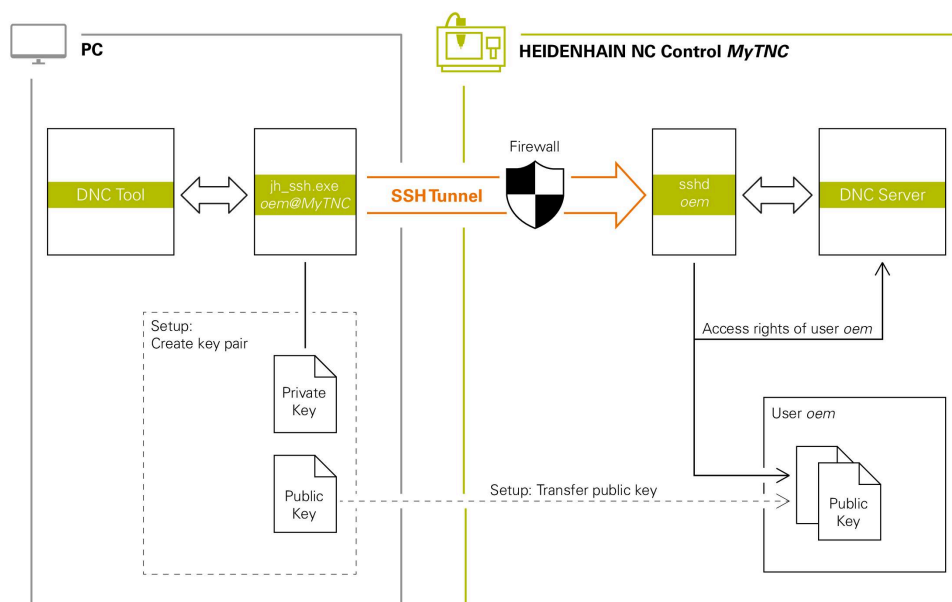 PC
HEIDENHAIN NC Control MyTNC
DNC Tool
jh_ssh.exe
oem@MyTNC
SSH Tunnel
Firewall
sshd
oem
DNC Server
Setup:
Create key pair
Private
Key
Public
Key
Access rights of user oem
Setup: Transfer public key
User oem
Public
Key